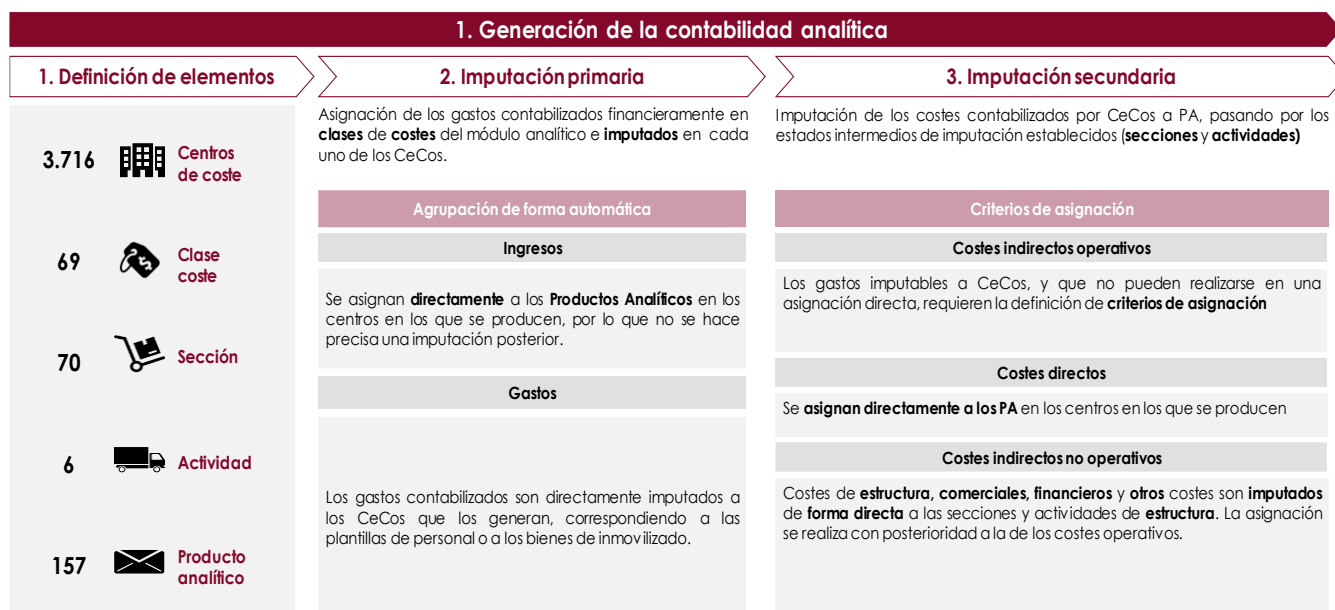 1. Generación de la contabilidad analítica
1. Definición de elementos
3.716
Centros
de coste
69
Clase
coste
70
Sección
6
Actividad
157
Producto
analítico
2. Imputación primaria
Asignación de los gastos contabilizados financieramente en
clases de costes del módulo analítico e imputados en cada
uno de los CeCos.
Agrupación de forma automática
Ingresos
Se asignan directamente a los Productos Analíticos en los
centros en los que se producen, por lo que no se hace
precisa una imputación posterior.
Gastos
Los gastos contabilizados son directamente imputados a
los CeCos que los generan, correspondiendo a las
plantillas de personal o a los bienes de inmovilizado.
3. Imputación secundaria
Imputación de los costes contabilizados por CeCos a PA, pasando por los
estados intermedios de imputación establecidos (secciones y actividades)
Criterios de asignación
Costes indirectos operativos
Los gastos imputables a CeCos, y que no pueden realizarse en una
asignación directa, requieren la definición de criterios de asignación
Costes directos
Se asignan directamente a los PA en los centros en los que se producen
Costes indirectos no operativos
Costes de estructura, comerciales, financieros y otros costes son imputados
de forma directa a las secciones y actividades de estructura. La asignación
se realiza con posterioridad a la de los costes operativos.